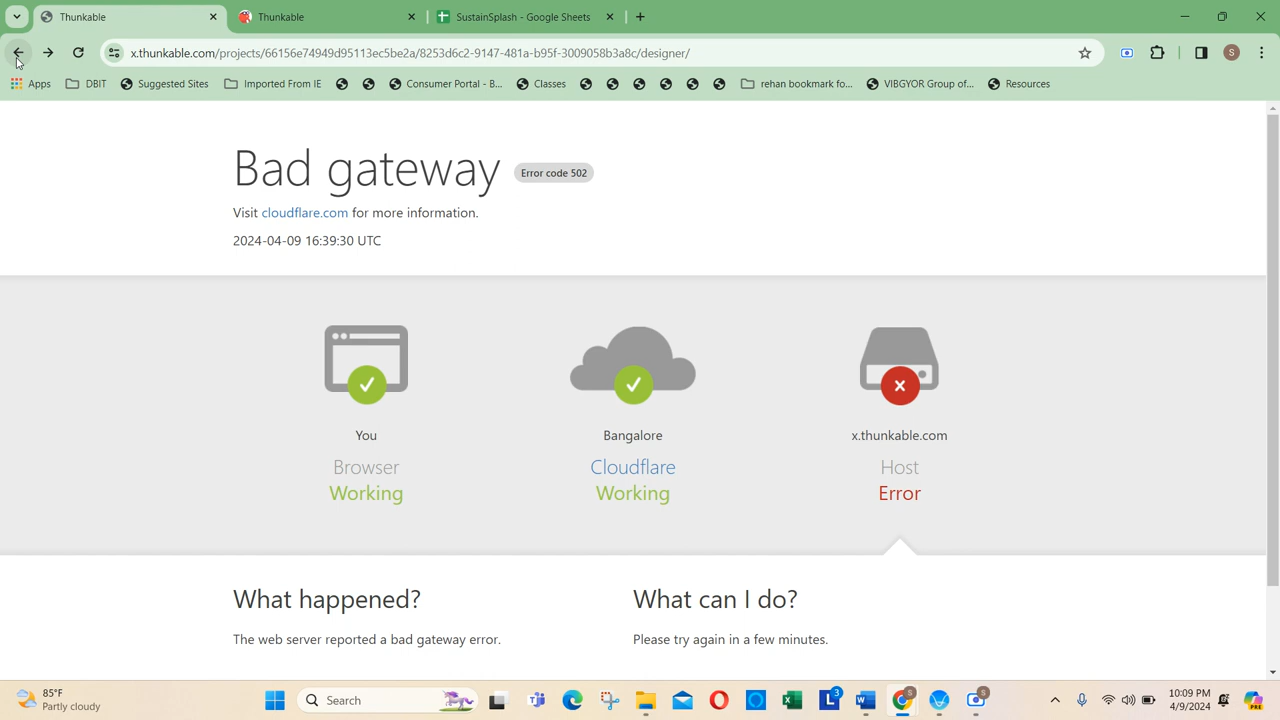 Thunkable
Thunkable
SustainSplash - Google Sheets
x.thunkable.com/projects/66156e74949d95113ec5be2a/8253d6c2-9147-481a-b95f-3009058b3a8c/designer/
S
Apps
DBIT
Suggested Sites
Imported From IE
Consumer Portal - B...
Classes
rehan bookmark fo...
VIBGYOR Group of...
Resources
Bad gateway
Error code 502
Visit cloudflare.com for more information.
2024-04-09 16:39:30 UTC
You
Bangalore
x.thunkable.com
Browser
Cloudflare
Host
Working
Working
Error
What happened?
What can I do?
The web server reported a bad gateway error.
Please try again in a few minutes.
85°F
Partly cloudy
Search
3
S
S
10:09 PM
4/9/2024
PRE